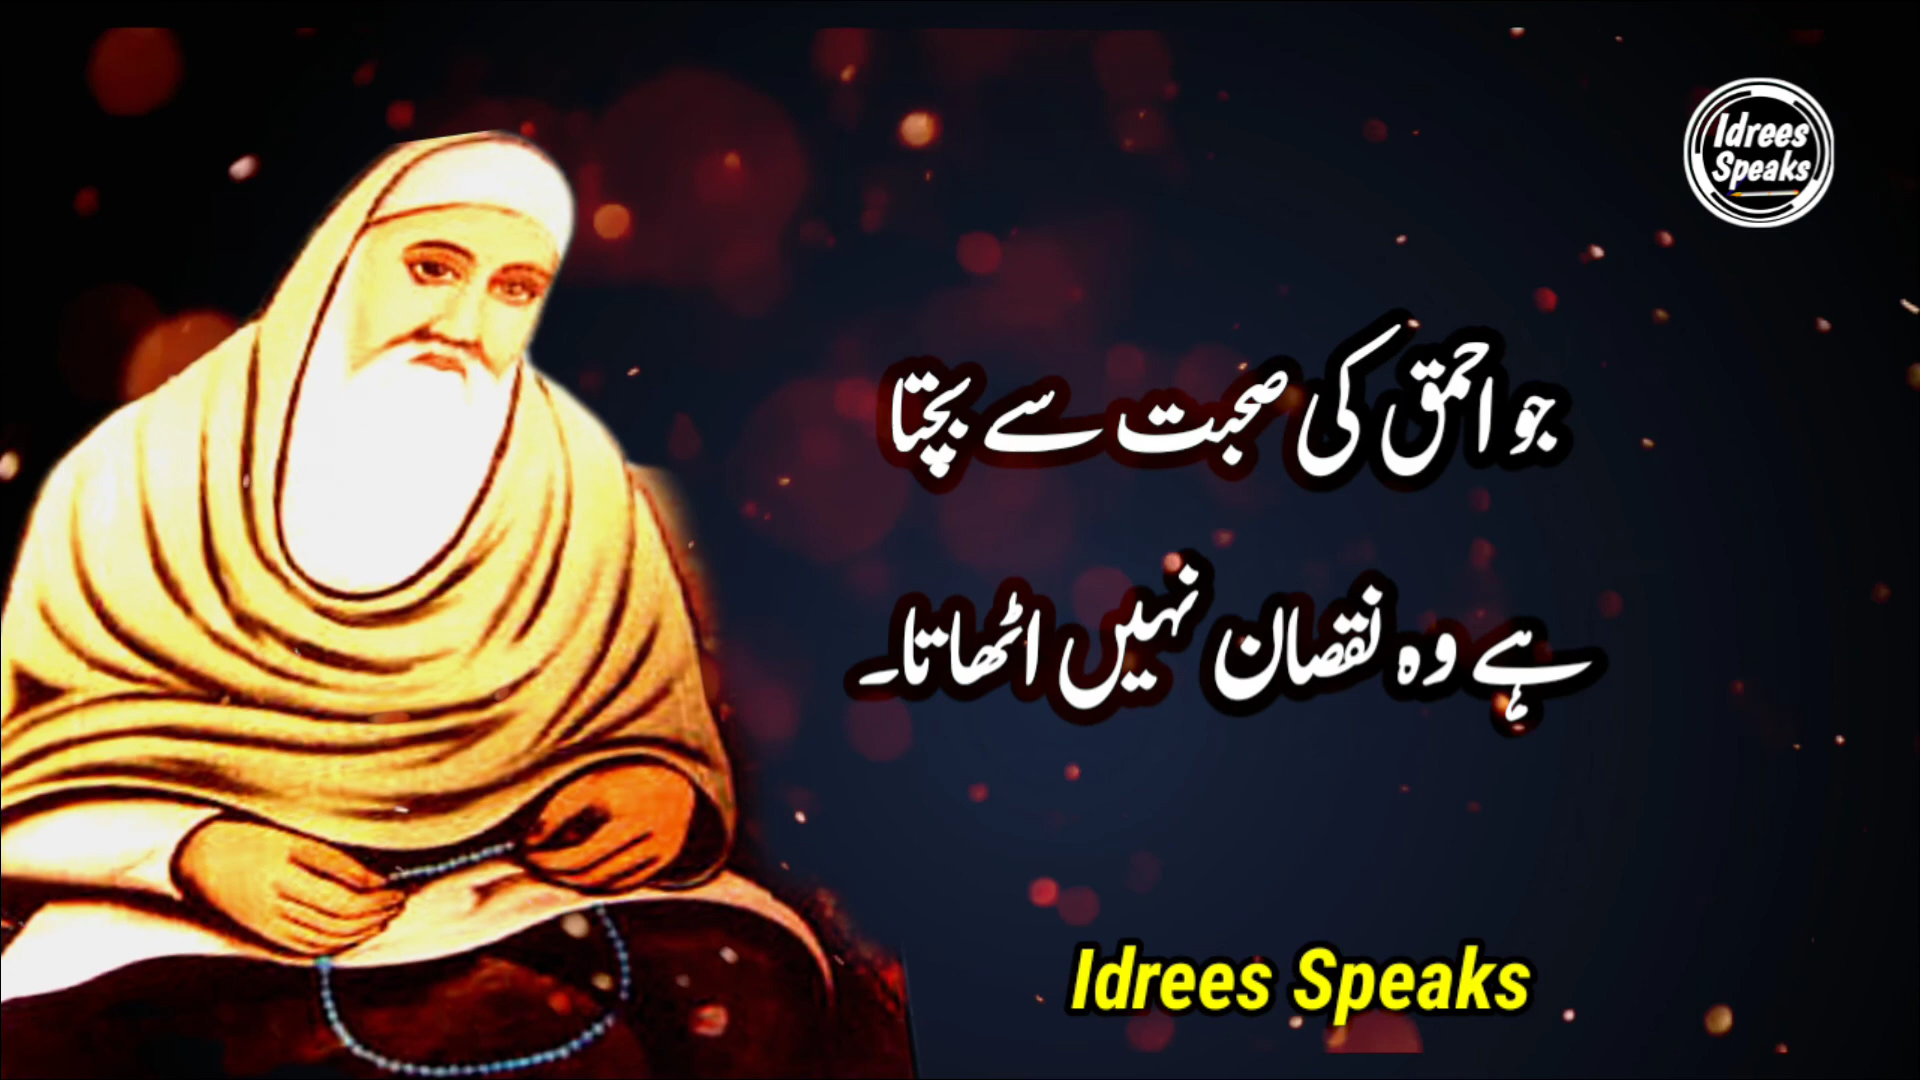 Idrees
Speaks
جو احمق کی صحبت سے بچتا
ہے وہ نقصان نہیں اٹھاتا۔
Idrees Speaks